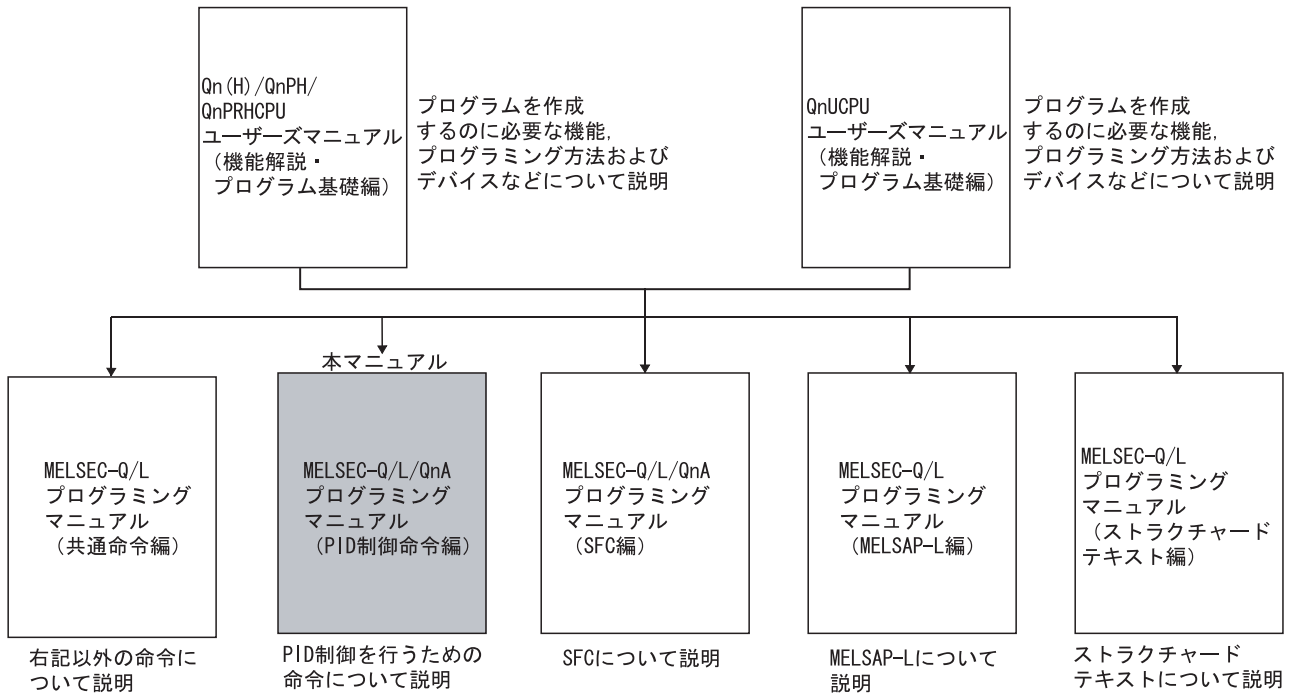 Qn(H)/QnPH/
QnPRHCPU
ユーザーズマニュアル
(機能解説・
プログラム基礎編)
プログラムを作成
するのに必要な機能,
プログラミング方法および
デバイスなどについて説明
QnUCPU
ユーザーズマニュアル
(機能解説・
プログラム基礎編)
プログラムを作成
するのに必要な機能,
プログラミング方法および
デバイスなどについて説明
MELSEC-Q/L
プログラミング
マニュアル
(共通命令編)
右記以外の命令に
ついて説明
本マニュアル
MELSEC-Q/L/QnA
プログラミング
マニュアル
(PID制御命令編)
PID制御を行うための
命令について説明
MELSEC-Q/L/QnA
プログラミング
マニュアル
(SFC編)
SFCについて説明
MELSEC-Q/L
プログラミング
マニュアル
(MELSAP-L編)
MELSAP-Lについて
説明
MELSEC-Q/L
プログラミング
マニュアル
(ストラクチャード
テキスト編)
ストラクチャード
テキストについて説明